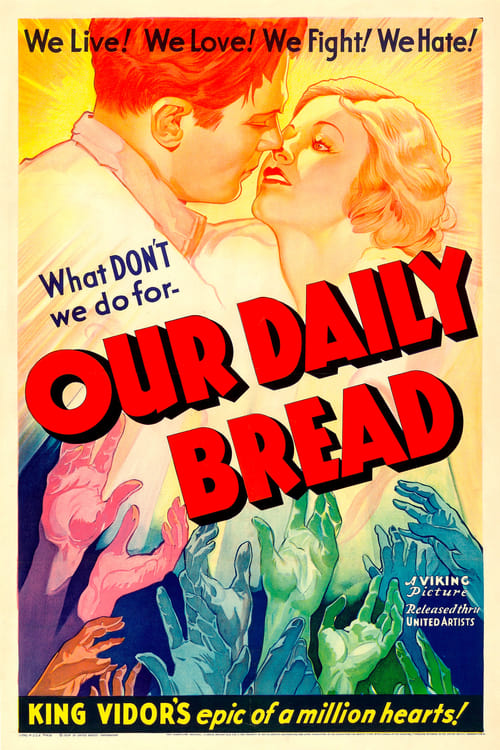 We Live! We Love! We Fight! We Hate!
What DON'T
we do for-
OUR DAILY
BREAD
A VIKING
Picture
Released thru
UNITED ARTISTS
KING VIDOR'S epic of a million hearts!